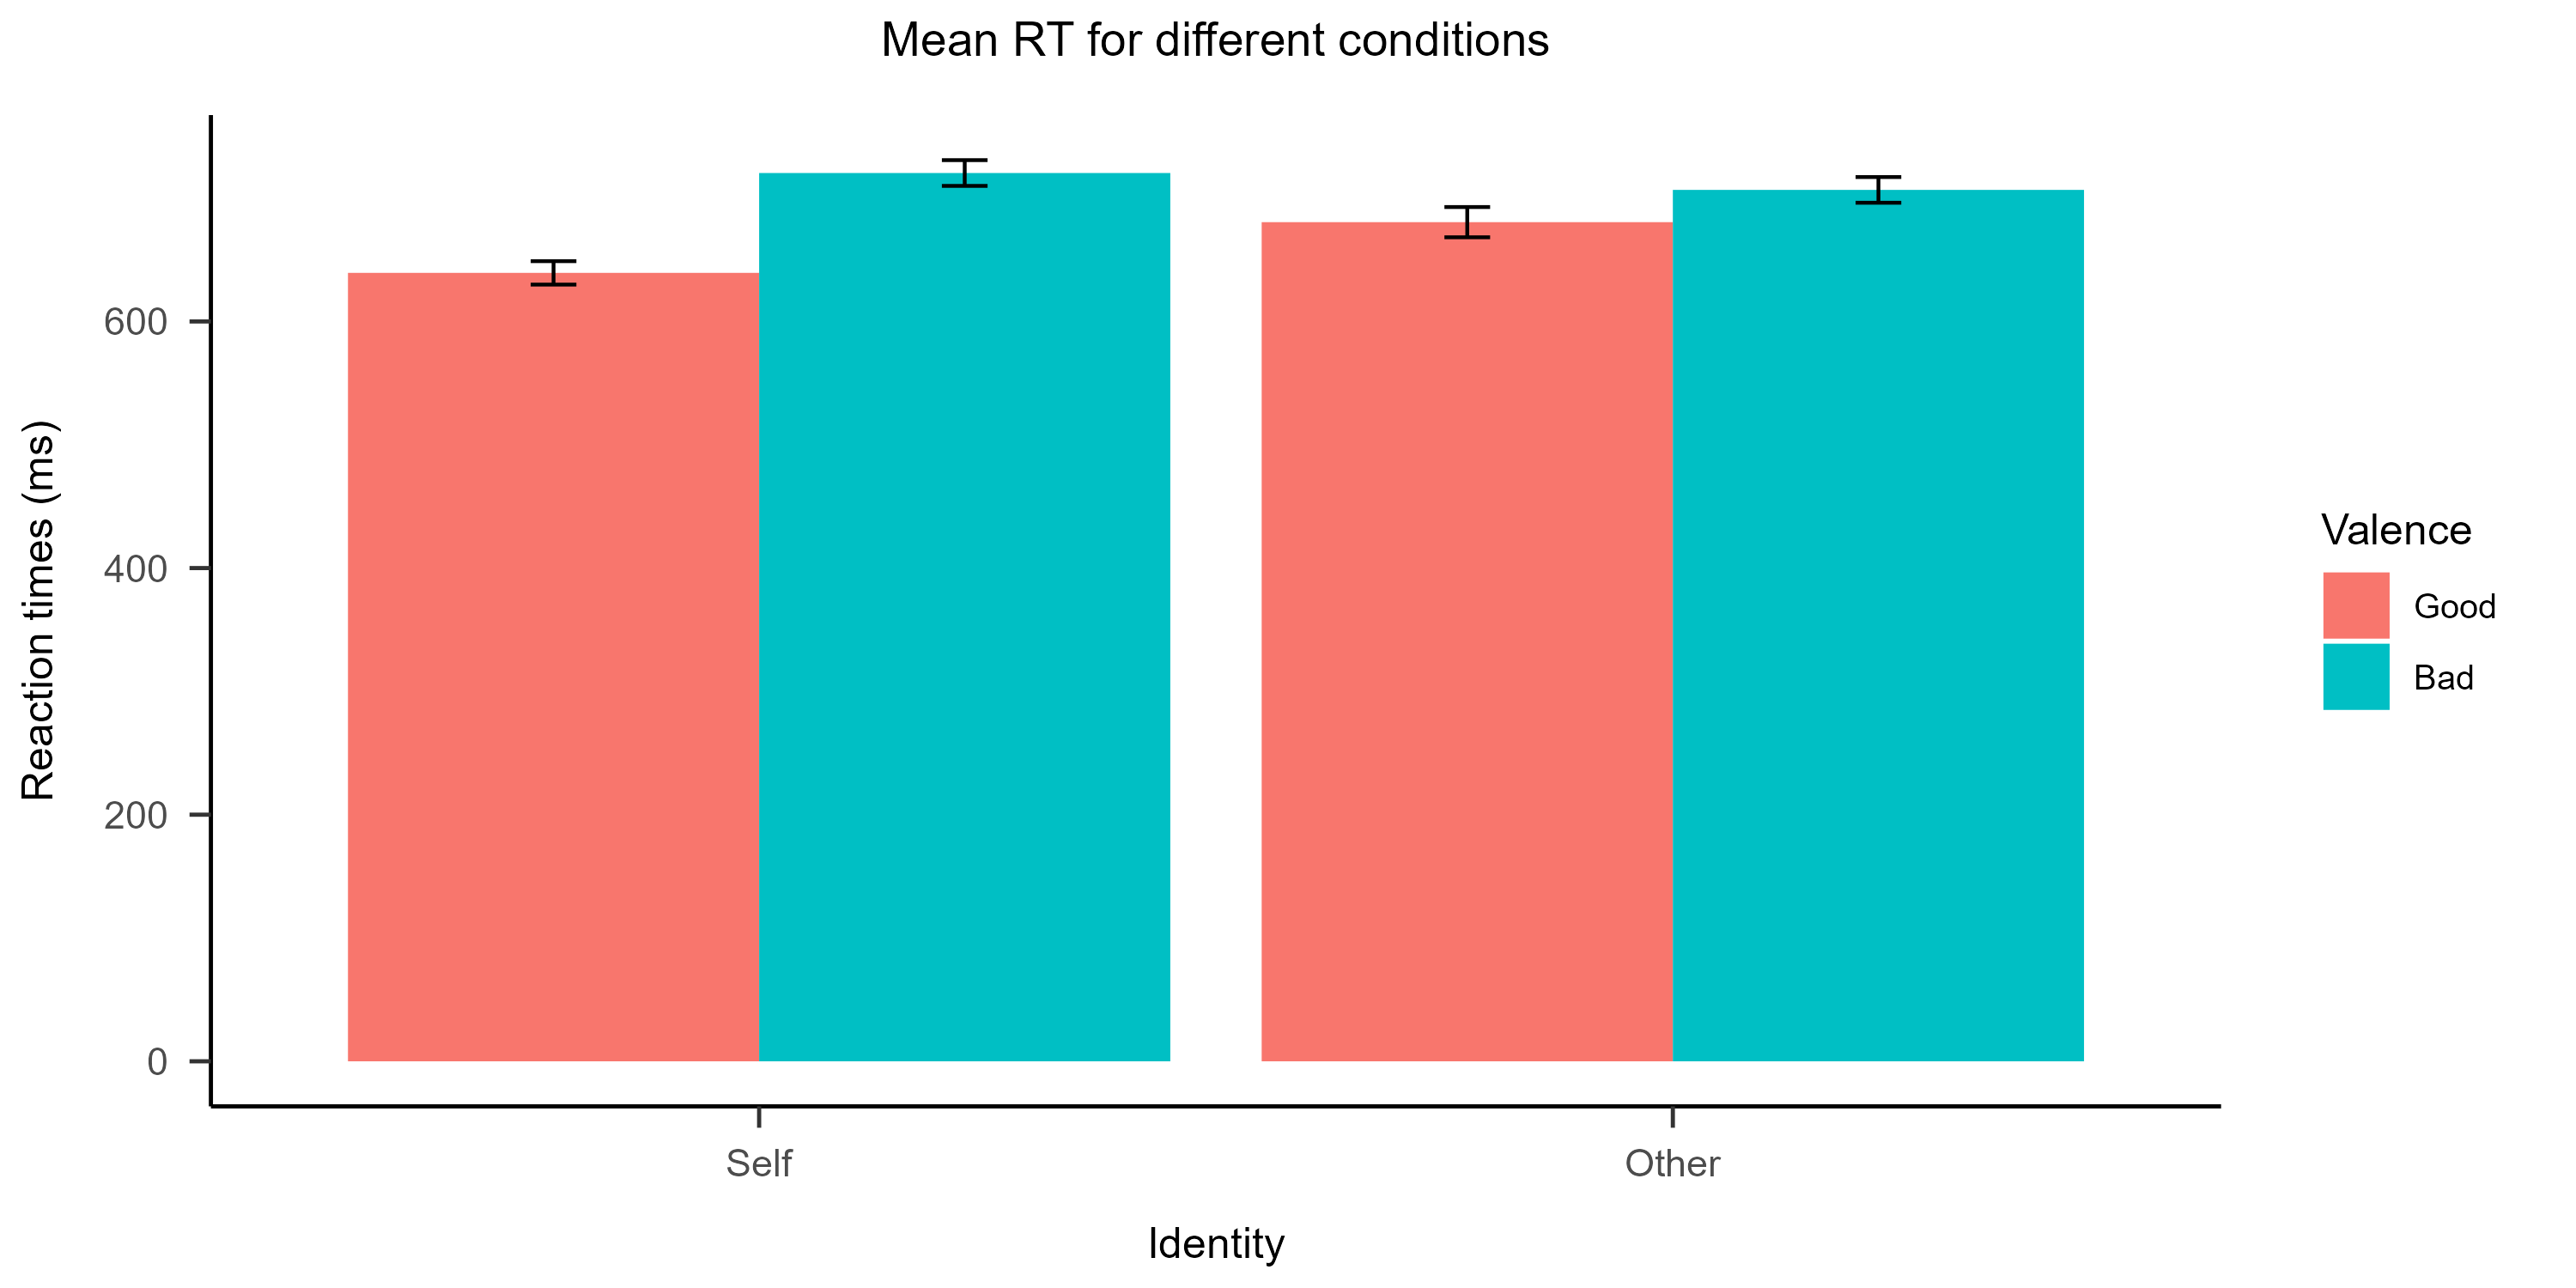 Mean RT for different conditions
Reaction times (ms)
600
400
200
0
Self
Other
Identity
Valence
Good
Bad